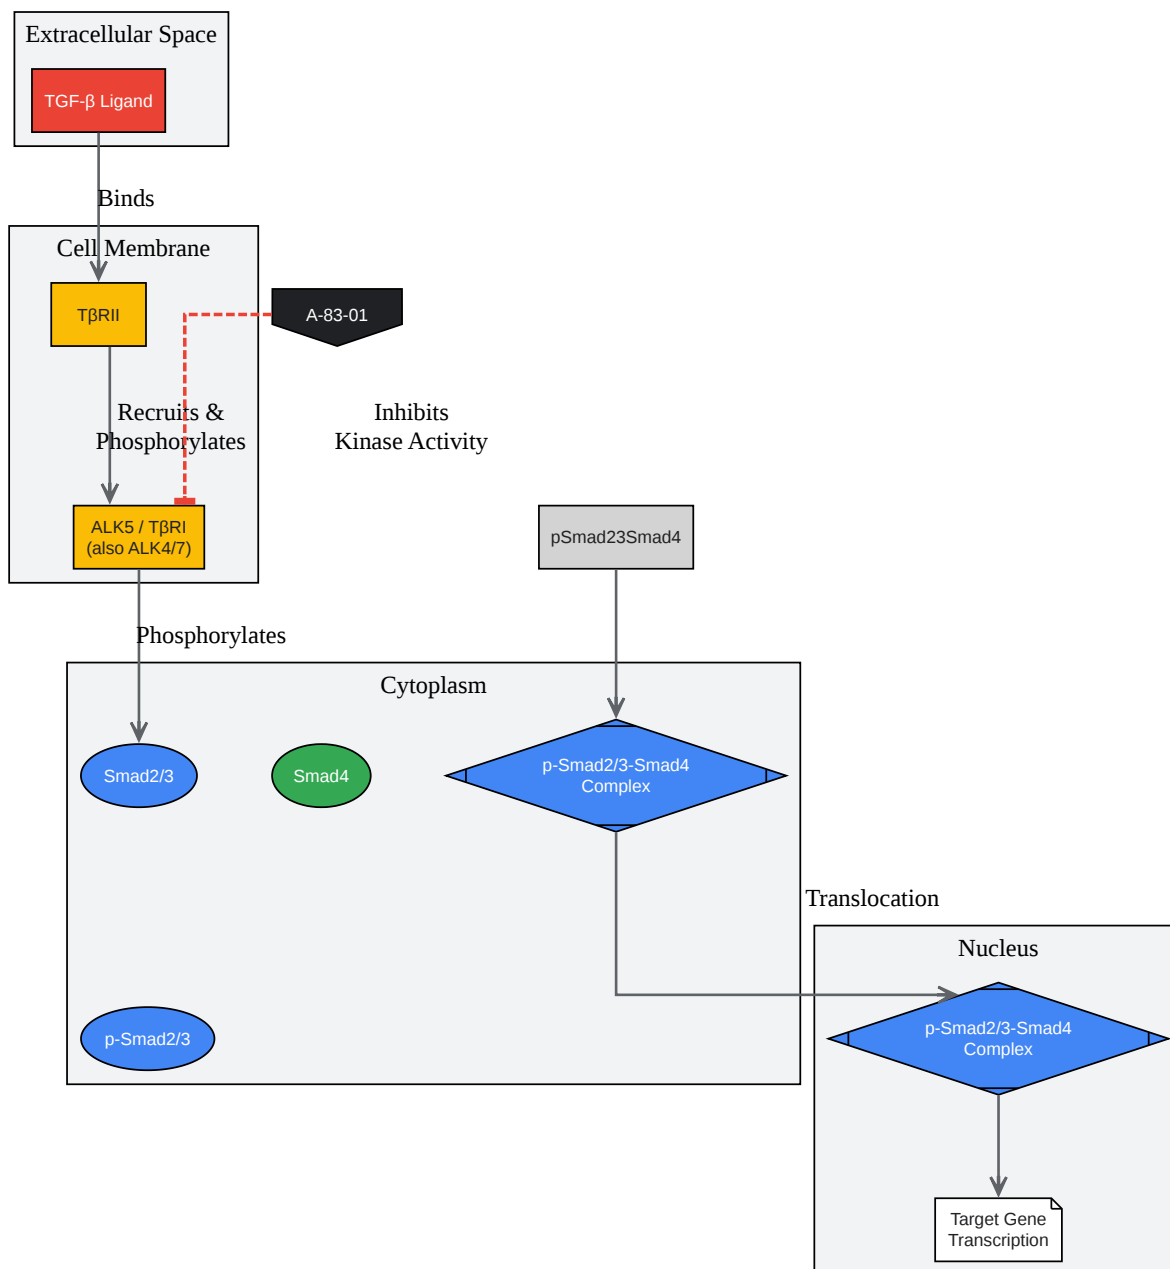 Extracellular Space
TGF-β Ligand
Binds
Cell Membrane
TβRII
A-83-01
Recruits &
Phosphorylates
Inhibits
Kinase Activity
ALK5 / TβRI
(also ALK4/7)
pSmad23Smad4
Phosphorylates
Cytoplasm
Smad2/3
Smad4
p-Smad2/3-Smad4
Complex
Translocation
Nucleus
p-Smad2/3
p-Smad2/3-Smad4
Complex
Target Gene
Transcription